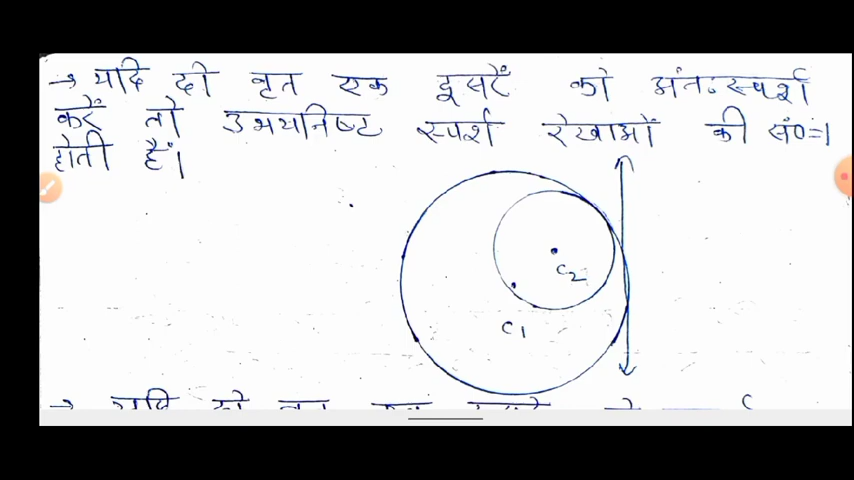 → यदि दो वृत एक दूसरें को अंतःस्पर्श
करें तो उभयनिष्ट स्पर्श रेखाओं की सं०=1
होती हैं।
C2
C1